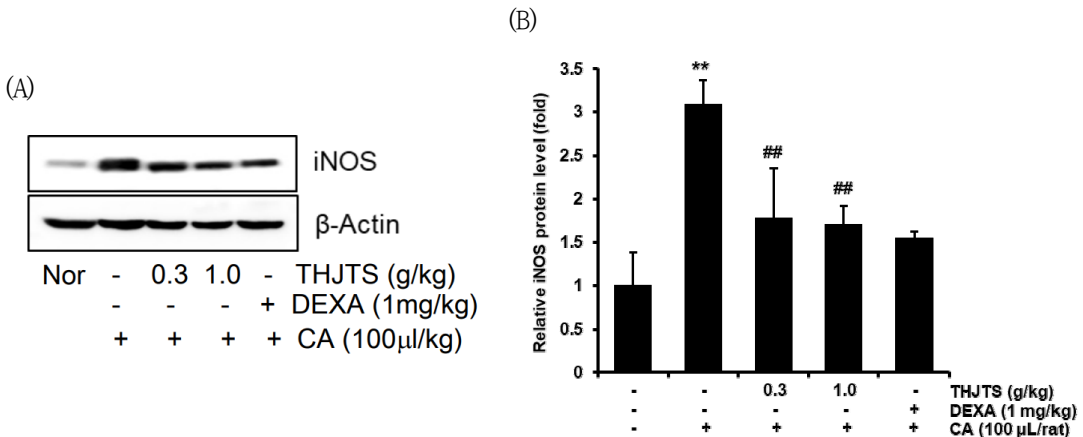 (A)
iNOS
β-Actin
Nor - 0.3 1.0 - THJTS (g/kg)
- - - + DEXA (1mg/kg)
+ + + + CA (100μl/kg)
(B)
Relative iNOS protein level (fold)
3.5
3
2.5
2
1.5
1
0.5
0
**
##
##
- - 0.3 1.0 - THJTS (g/kg)
- - - - + DEXA (1 mg/kg)
- + + + + CA (100 μL/rat)